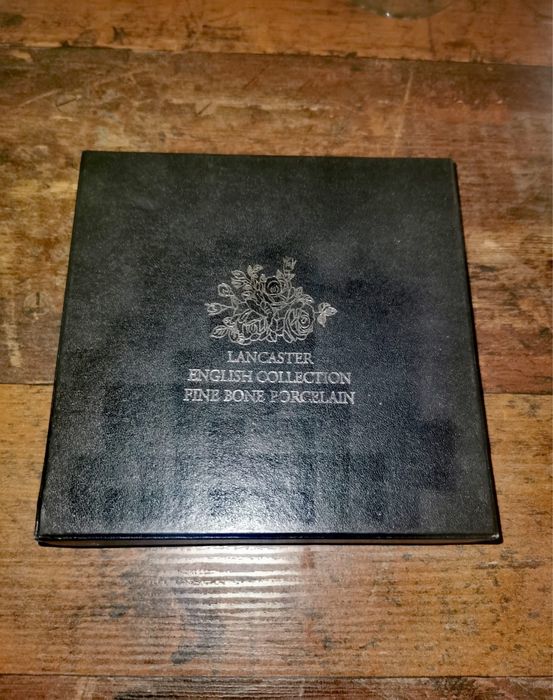 LANCASTER
ENGLISH COLLECTION
FINE BONE PORCELAIN